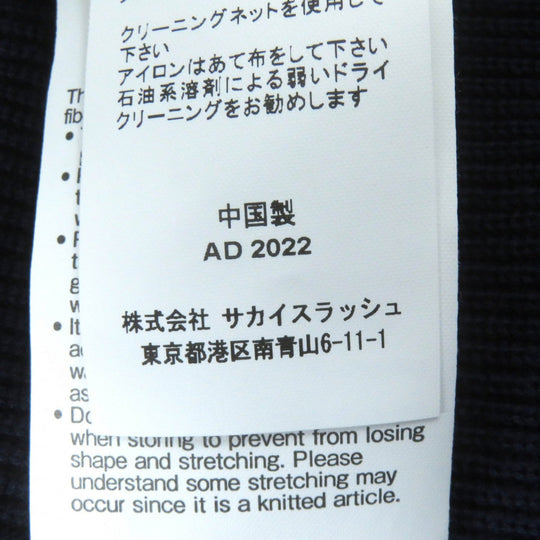 クリーニングネットを使用して
下さい
アイロンはあて布をして下さい
石油系溶剤による弱いドライ
クリーニングをお勧めします
中国製
AD 2022
株式会社 サカイスラッシュ
東京都港区南青山6-11-1
Th
fib
• It
• Do
when storing to prevent from losing
shape and stretching. Please
understand some stretching may
occur since it is a knitted article.